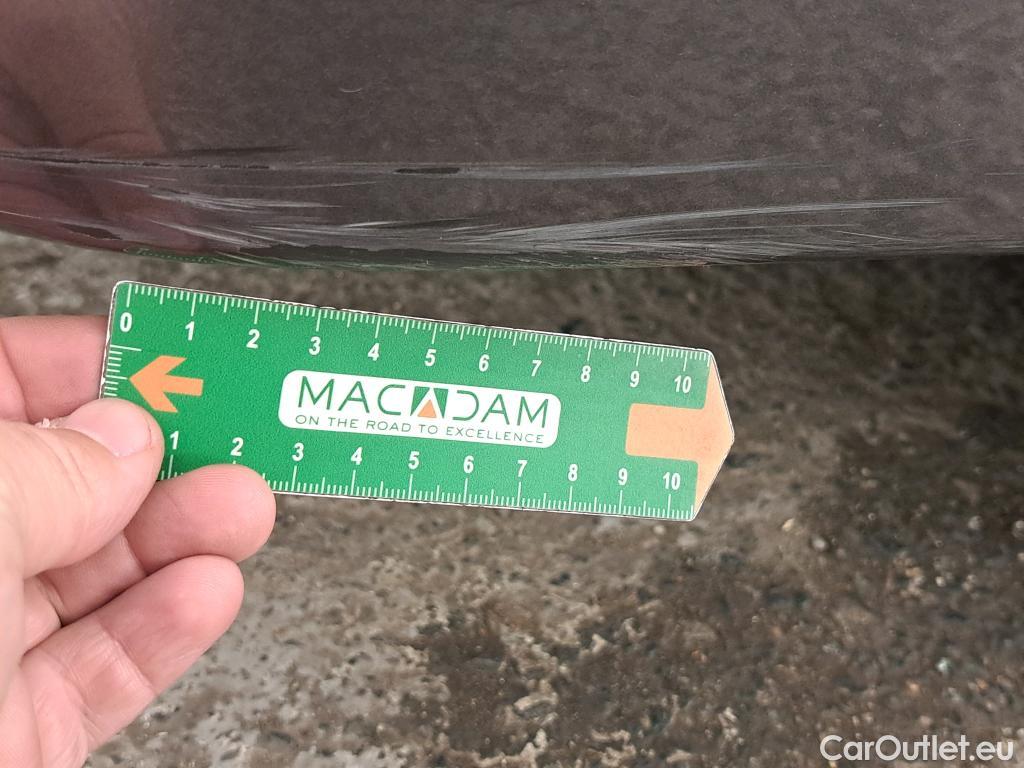 0 1 2 3 4 5 6 7 8 9 10
MACADAM
ON THE ROAD TO EXCELLENCE
1 2 3 4 5 6 7 8 9 10
CarOutlet.eu